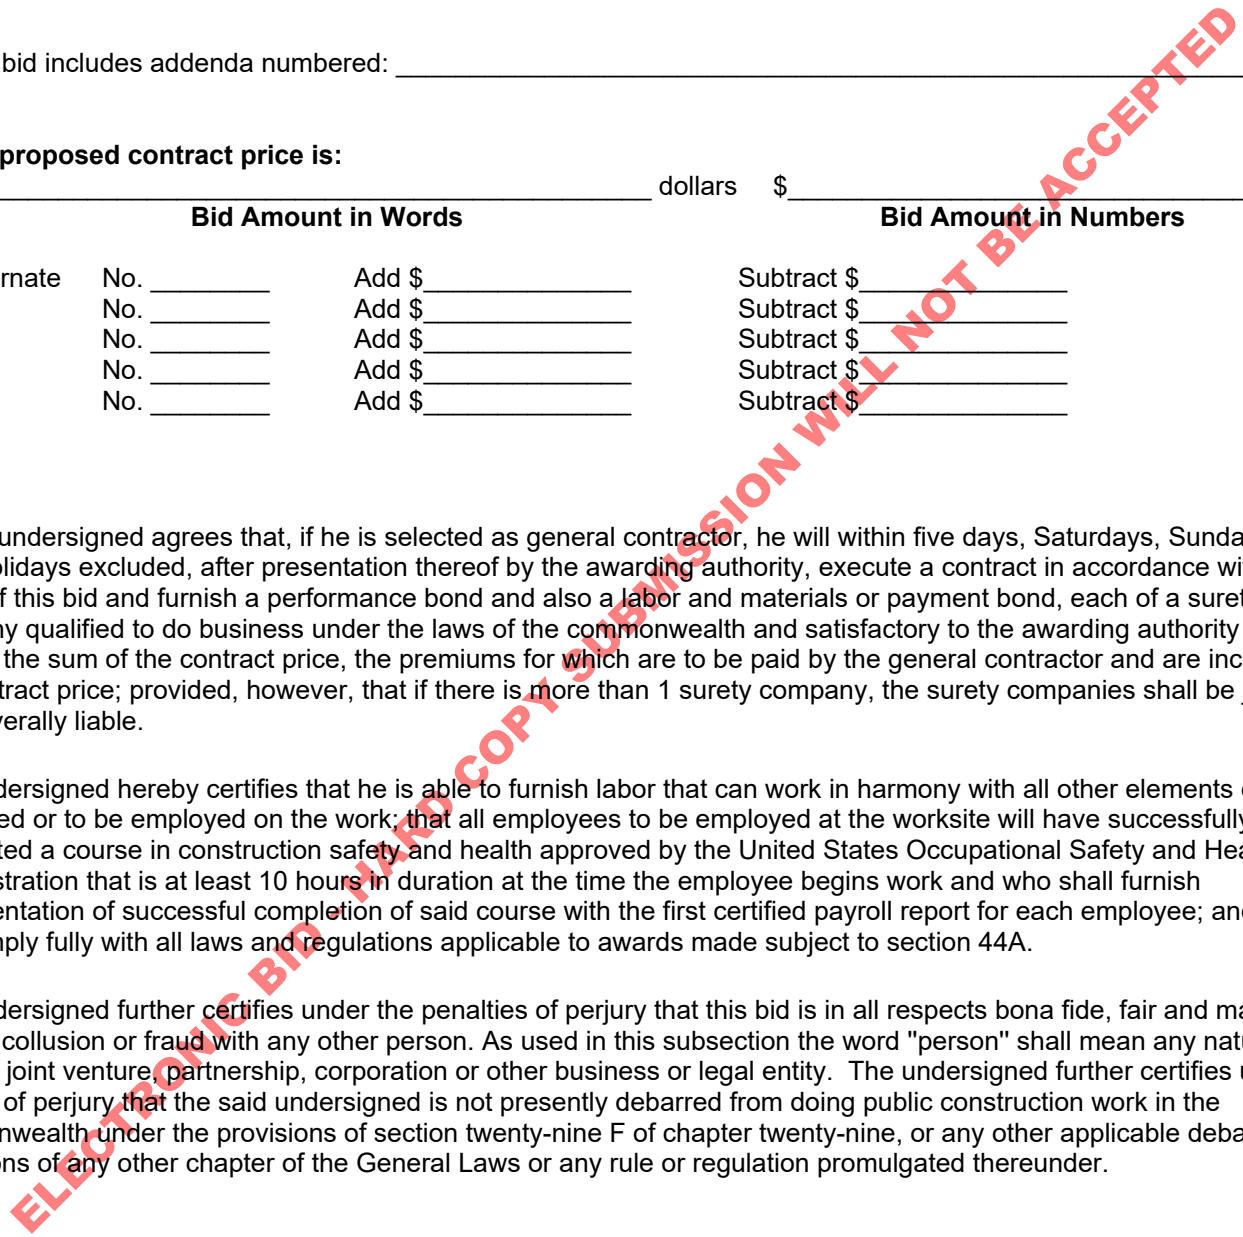 bid includes addenda numbered: ____________________
proposed contract price is:
____________________ dollars $____________________
Bid Amount in Words Bid Amount in Numbers
rnate No. ________ Add $______________ Subtract $______________
No. ________ Add $______________ Subtract $______________
No. ________ Add $______________ Subtract $______________
No. ________ Add $______________ Subtract $______________
No. ________ Add $______________ Subtract $______________
undersigned agrees that, if he is selected as general contractor, he will within five days, Saturdays, Sunda
olidays excluded, after presentation thereof by the awarding authority, execute a contract in accordance wi
f this bid and furnish a performance bond and also a labor and materials or payment bond, each of a suret
ny qualified to do business under the laws of the commonwealth and satisfactory to the awarding authority
the sum of the contract price, the premiums for which are to be paid by the general contractor and are inc
tract price; provided, however, that if there is more than 1 surety company, the surety companies shall be j
verally liable.
dersigned hereby certifies that he is able to furnish labor that can work in harmony with all other elements
ed or to be employed on the work; that all employees to be employed at the worksite will have successfully
ted a course in construction safety and health approved by the United States Occupational Safety and Hea
stration that is at least 10 hours in duration at the time the employee begins work and who shall furnish
entation of successful completion of said course with the first certified payroll report for each employee; and
mply fully with all laws and regulations applicable to awards made subject to section 44A.
dersigned further certifies under the penalties of perjury that this bid is in all respects bona fide, fair and ma
collusion or fraud with any other person. As used in this subsection the word "person" shall mean any natu
joint venture, partnership, corporation or other business or legal entity. The undersigned further certifies u
of perjury that the said undersigned is not presently debarred from doing public construction work in the
nwealth under the provisions of section twenty-nine F of chapter twenty-nine, or any other applicable deba
ons of any other chapter of the General Laws or any rule or regulation promulgated thereunder.
ELECTRONIC BID - HARD COPY SUBMISSION WILL NOT BE ACCEPTED